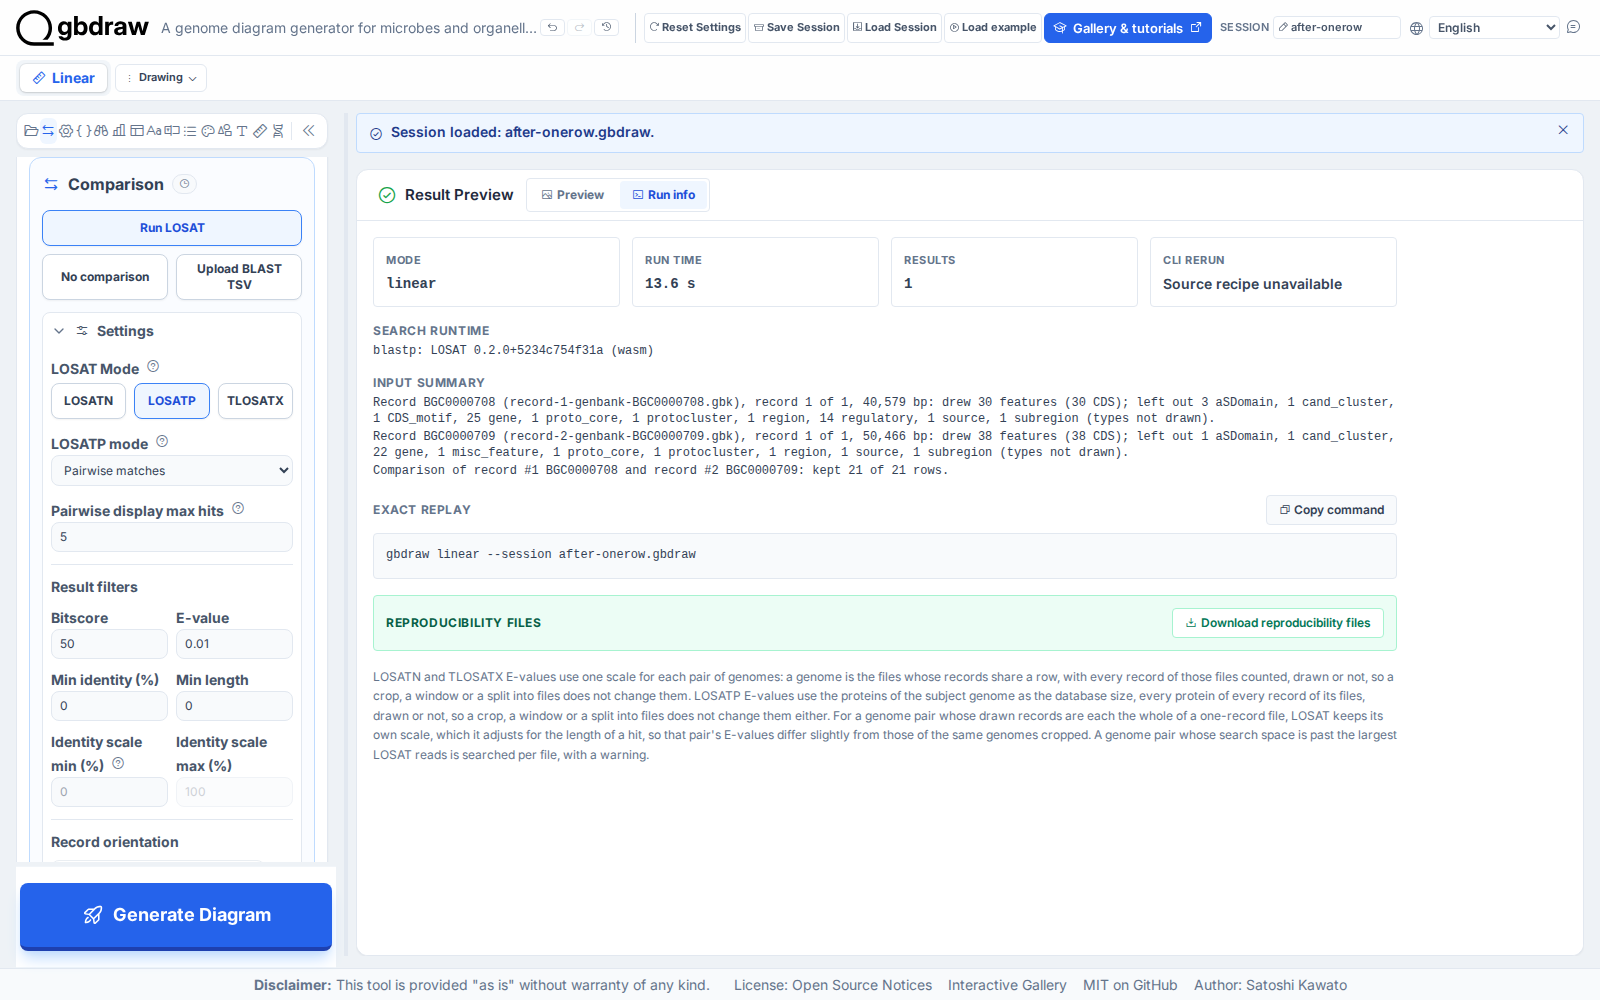 gbdraw
A genome diagram generator for microbes and organell...
Reset Settings
Save Session
Load Session
Load example
Gallery & tutorials
SESSION
after-onerow
English
Linear
Drawing
Comparison
Run LOSAT
No comparison
Upload BLAST
TSV
Settings
LOSAT Mode
LOSATN
LOSATP
TLOSATX
LOSATP mode
Pairwise matches
Pairwise display max hits
5
Result filters
Bitscore
E-value
50
0.01
Min identity (%)
Min length
0
0
Identity scale
min (%)
Identity scale
max (%)
0
100
Record orientation
Generate Diagram
Session loaded: after-onerow.gbdraw.
Result Preview
Preview
Run info
MODE
linear
RUN TIME
13.6 s
RESULTS
1
CLI RERUN
Source recipe unavailable
SEARCH RUNTIME
blastp: LOSAT 0.2.0+5234c754f31a (wasm)
INPUT SUMMARY
Record BGC0000708 (record-1-genbank-BGC0000708.gbk), record 1 of 1, 40,579 bp: drew 30 features (30 CDS); left out 3 aSDomain, 1 cand_cluster,
1 CDS_motif, 25 gene, 1 proto_core, 1 protocluster, 1 region, 14 regulatory, 1 source, 1 subregion (types not drawn).
Record BGC0000709 (record-2-genbank-BGC0000709.gbk), record 1 of 1, 50,466 bp: drew 38 features (38 CDS); left out 1 aSDomain, 1 cand_cluster,
22 gene, 1 misc_feature, 1 proto_core, 1 protocluster, 1 region, 1 source, 1 subregion (types not drawn).
Comparison of record #1 BGC0000708 and record #2 BGC0000709: kept 21 of 21 rows.
EXACT REPLAY
Copy command
gbdraw linear --session after-onerow.gbdraw
REPRODUCIBILITY FILES
Download reproducibility files
LOSATN and TLOSATX E-values use one scale for each pair of genomes: a genome is the files whose records share a row, with every record of those files counted, drawn or not, so a
crop, a window or a split into files does not change them. LOSATP E-values use the proteins of the subject genome as the database size, every protein of every record of its files,
drawn or not, so a crop, a window or a split into files does not change them either. For a genome pair whose drawn records are each the whole of a one-record file, LOSAT keeps its
own scale, which it adjusts for the length of a hit, so that pair's E-values differ slightly from those of the same genomes cropped. A genome pair whose search space is past the largest
LOSAT reads is searched per file, with a warning.
Disclaimer: This tool is provided "as is" without warranty of any kind.
License: Open Source Notices
Interactive Gallery
MIT on GitHub
Author: Satoshi Kawato